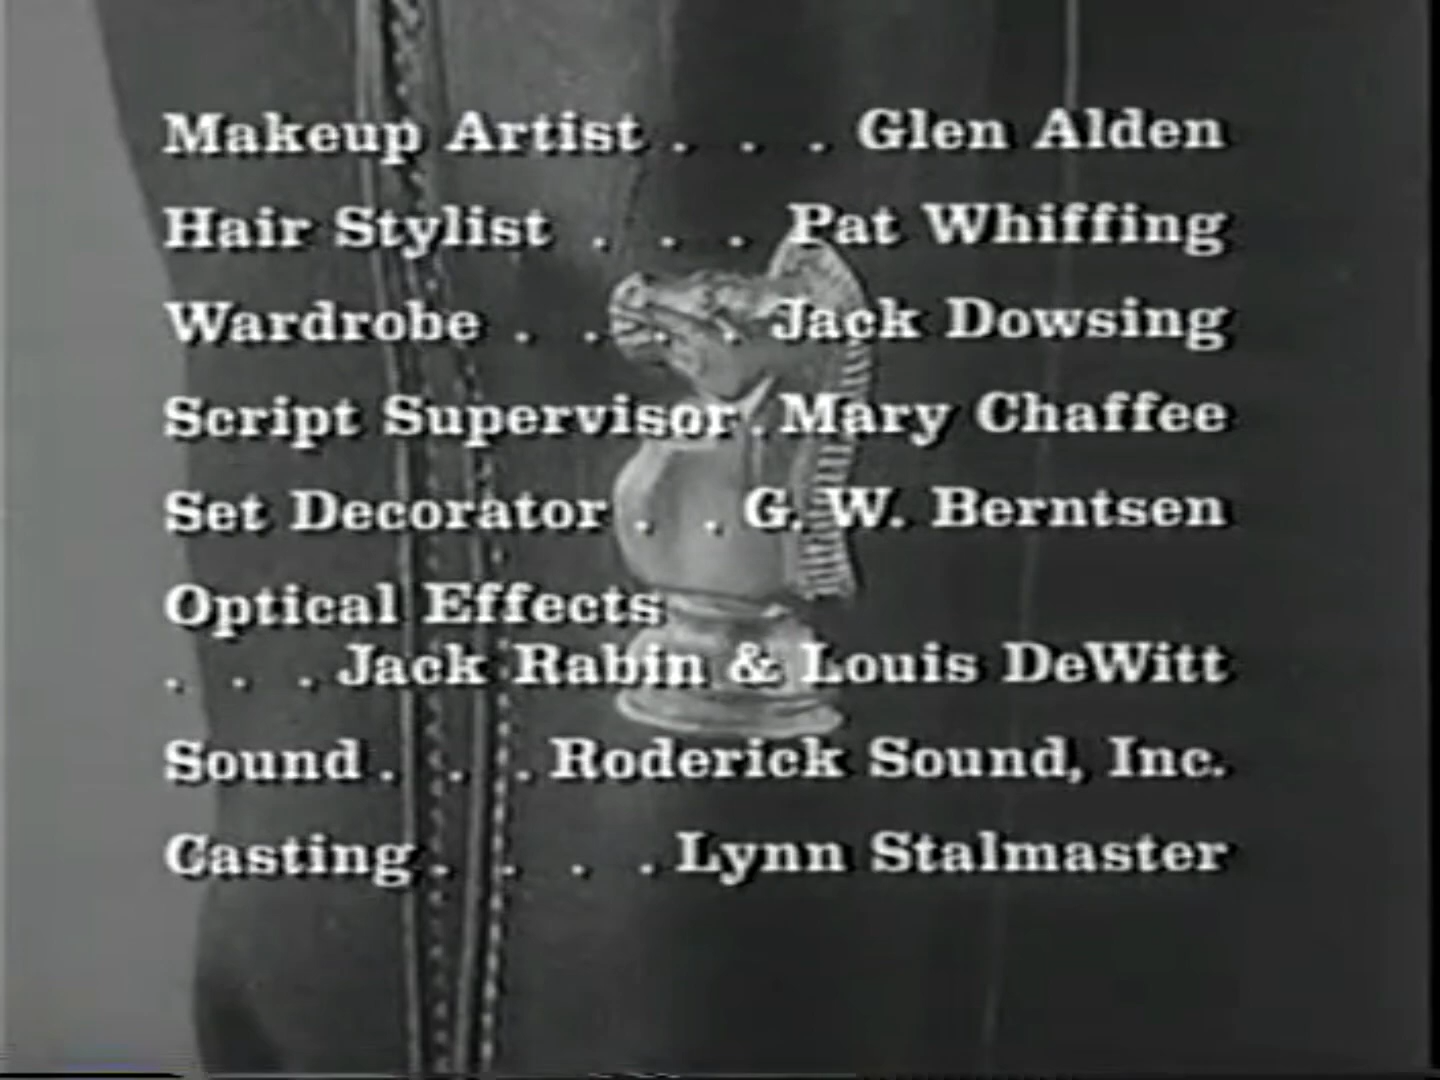 Makeup Artist . . . Glen Alden
Hair Stylist . . . Pat Whiffing
Wardrobe . . . . Jack Dowsing
Script Supervisor . Mary Chaffee
Set Decorator . . G. W. Berntsen
Optical Effects
. . . Jack Rabin & Louis DeWitt
Sound . . . Roderick Sound, Inc.
Casting . . . . Lynn Stalmaster